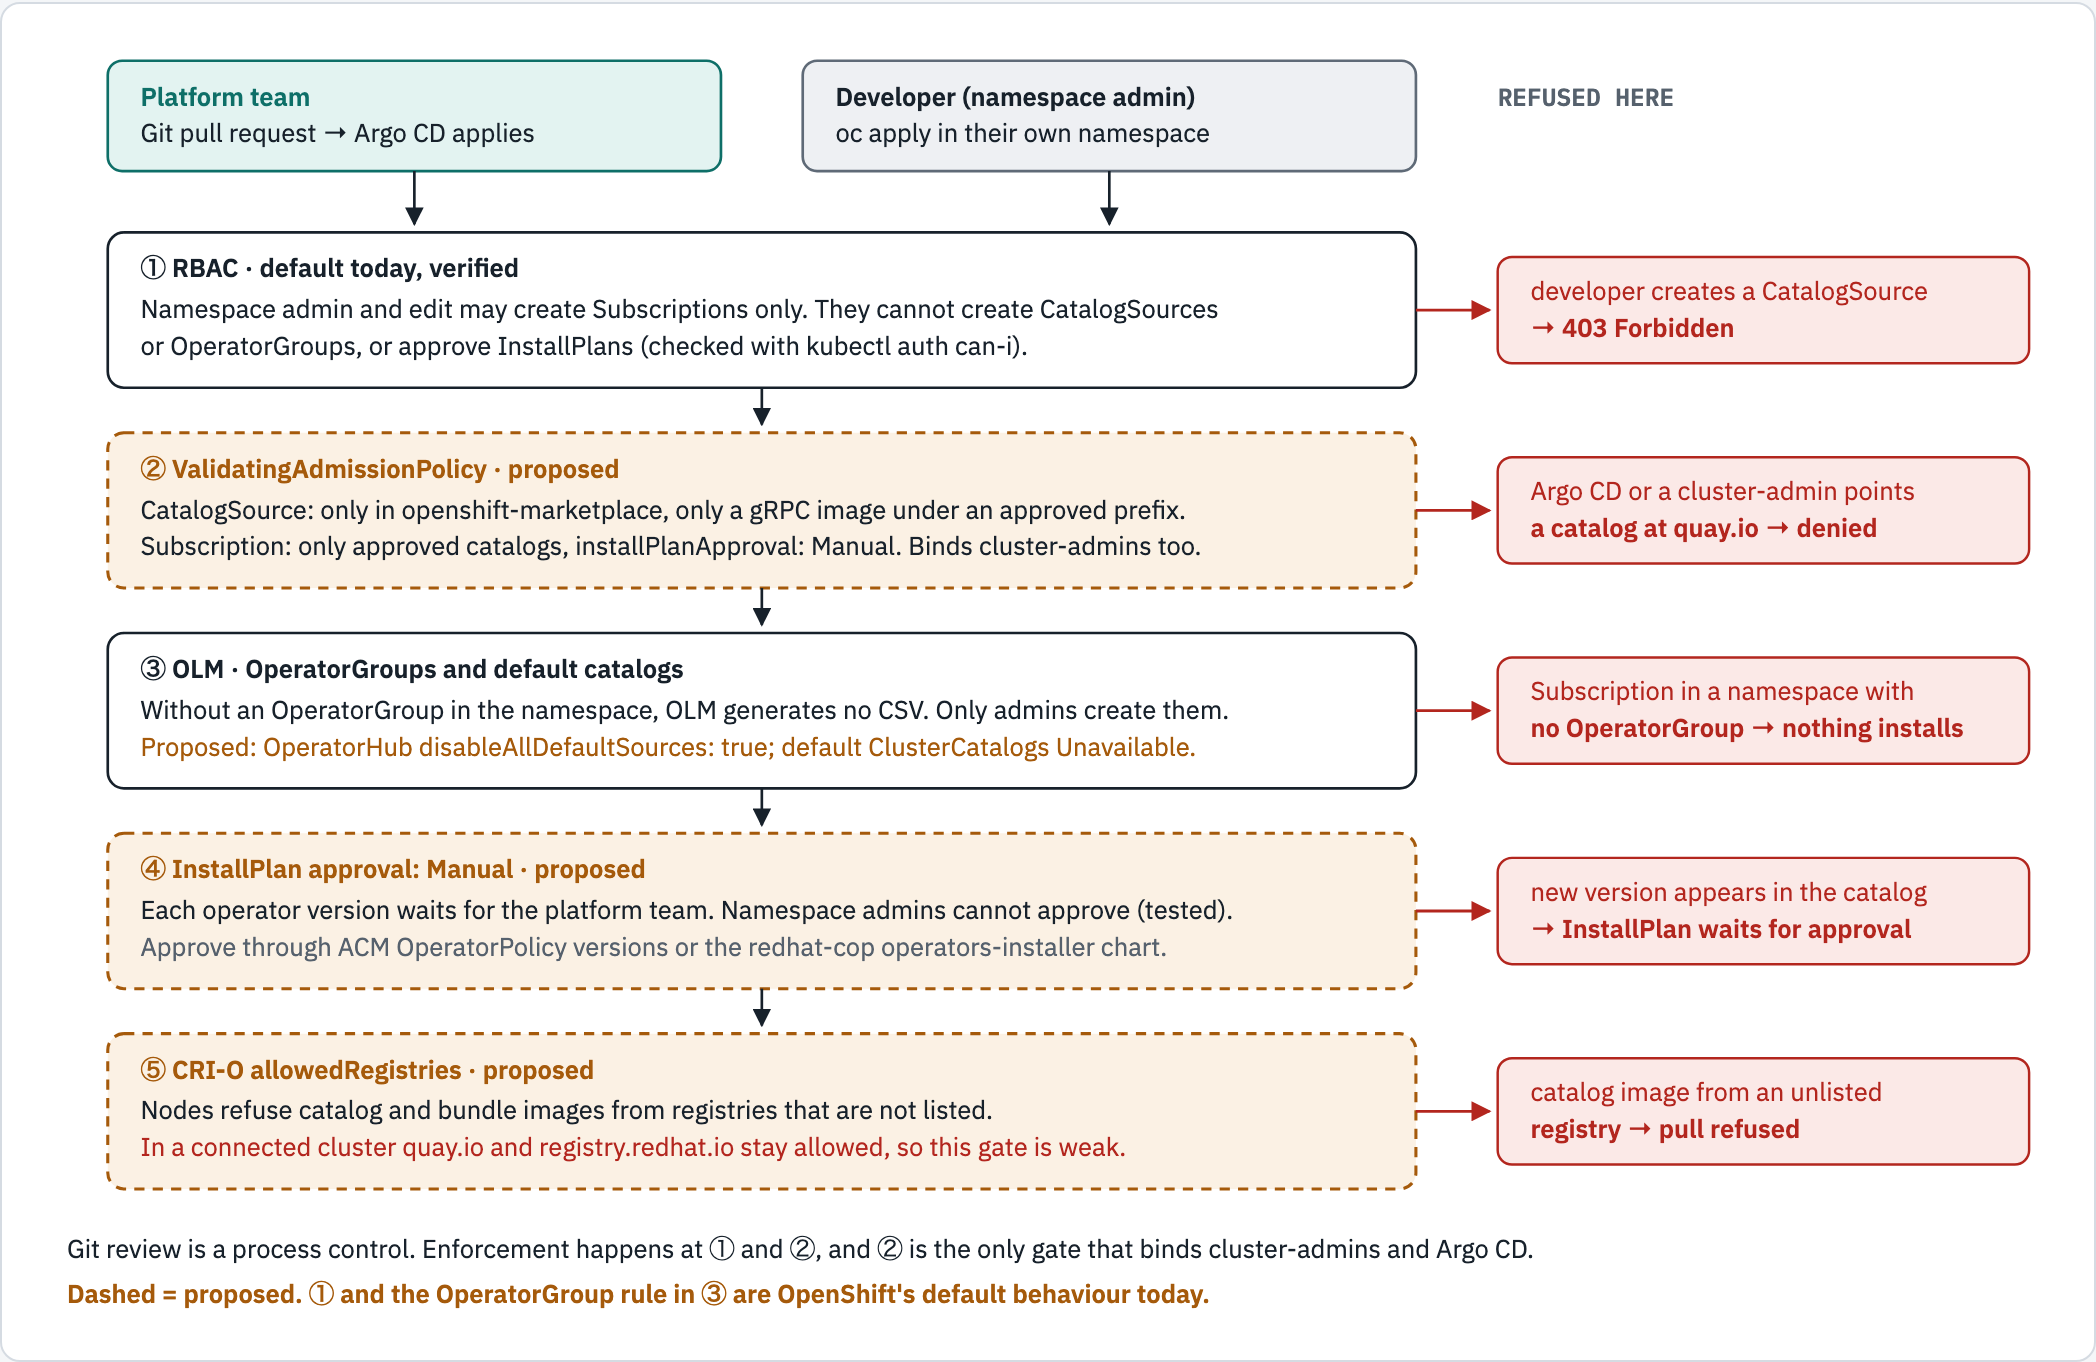 Platform team
Git pull request → Argo CD applies
Developer (namespace admin)
oc apply in their own namespace
REFUSED HERE
① RBAC · default today, verified
Namespace admin and edit may create Subscriptions only. They cannot create CatalogSources
or OperatorGroups, or approve InstallPlans (checked with kubectl auth can-i).
developer creates a CatalogSource
→ 403 Forbidden
② ValidatingAdmissionPolicy · proposed
CatalogSource: only in openshift-marketplace, only a gRPC image under an approved prefix.
Subscription: only approved catalogs, installPlanApproval: Manual. Binds cluster-admins too.
Argo CD or a cluster-admin points
a catalog at quay.io → denied
③ OLM · OperatorGroups and default catalogs
Without an OperatorGroup in the namespace, OLM generates no CSV. Only admins create them.
Proposed: OperatorHub disableAllDefaultSources: true; default ClusterCatalogs Unavailable.
Subscription in a namespace with
no OperatorGroup → nothing installs
④ InstallPlan approval: Manual · proposed
Each operator version waits for the platform team. Namespace admins cannot approve (tested).
Approve through ACM OperatorPolicy versions or the redhat-cop operators-installer chart.
new version appears in the catalog
→ InstallPlan waits for approval
⑤ CRI-O allowedRegistries · proposed
Nodes refuse catalog and bundle images from registries that are not listed.
In a connected cluster quay.io and registry.redhat.io stay allowed, so this gate is weak.
catalog image from an unlisted
registry → pull refused
Git review is a process control. Enforcement happens at ① and ②, and ② is the only gate that binds cluster-admins and Argo CD.
Dashed = proposed. ① and the OperatorGroup rule in ③ are OpenShift's default behaviour today.